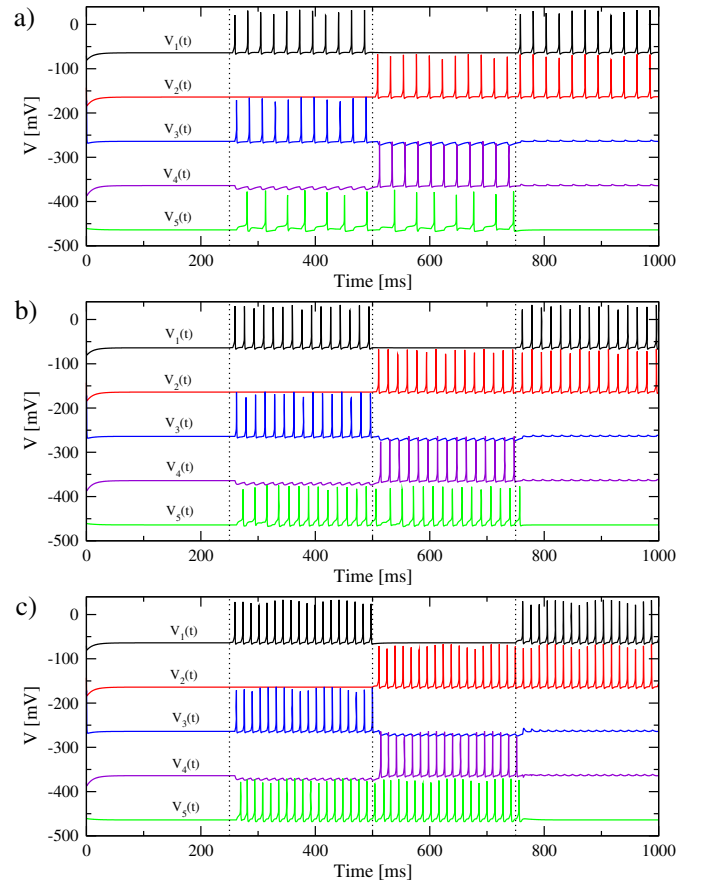 a)
0
-100
-200
-300
-400
-500
V [mV]
V1(t)
V2(t)
V3(t)
V4(t)
V5(t)
0 200 400 600 800 1000
Time [ms]
b)
0
-100
-200
-300
-400
-500
V [mV]
V1(t)
V2(t)
V3(t)
V4(t)
V5(t)
0 200 400 600 800 1000
Time [ms]
c)
0
-100
-200
-300
-400
-500
V [mV]
V1(t)
V2(t)
V3(t)
V4(t)
V5(t)
0 200 400 600 800 1000
Time [ms]